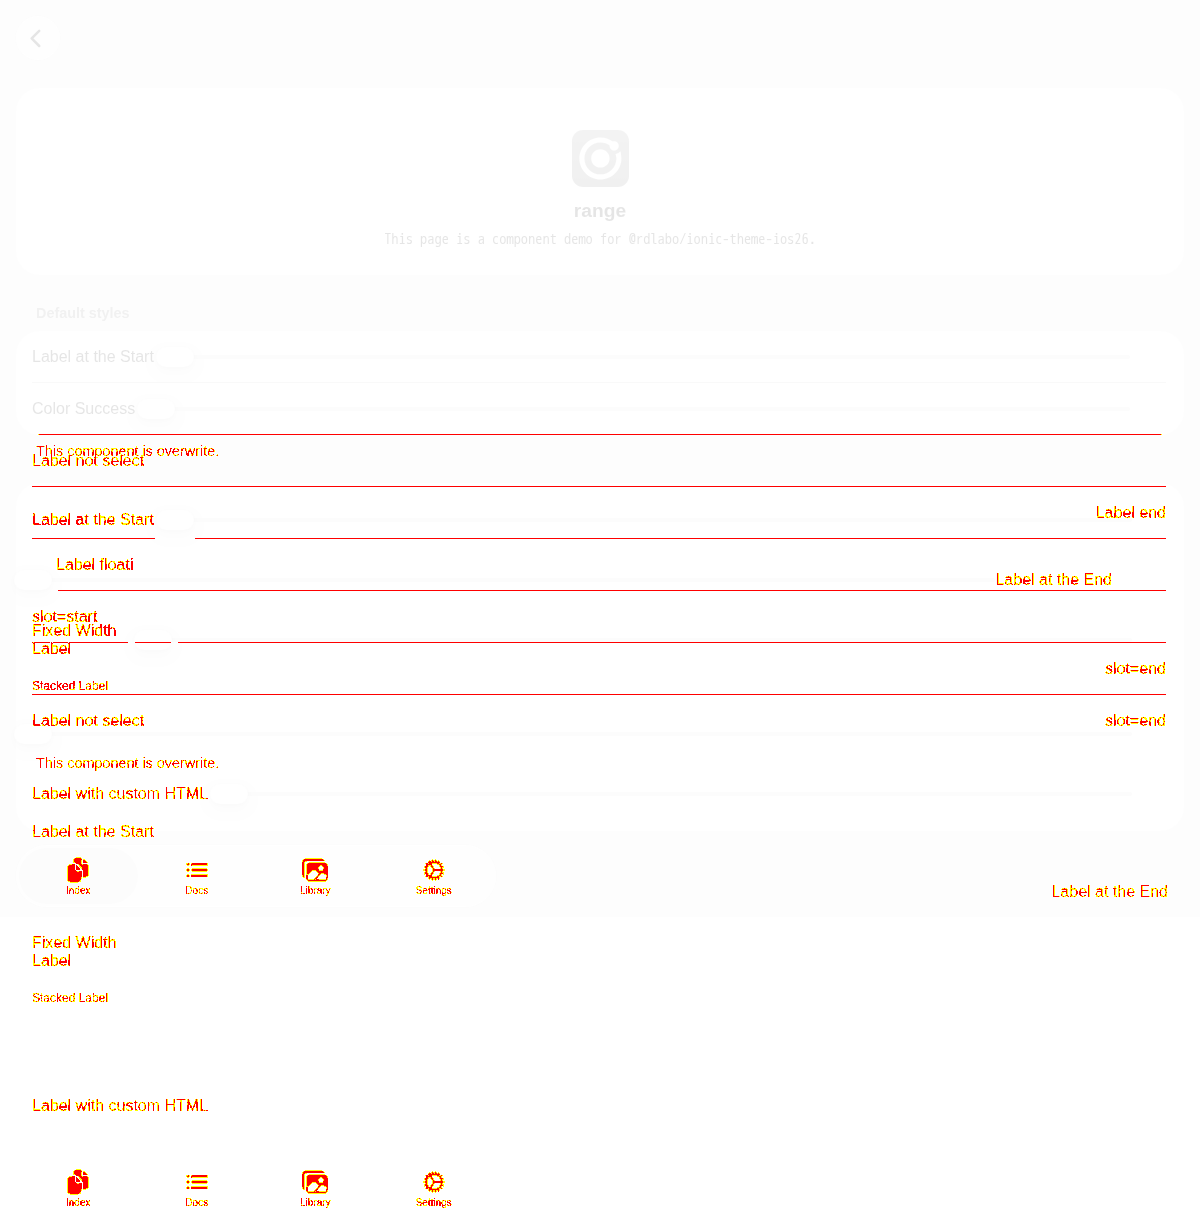 range
This page is a component demo for @rdlabo/ionic-theme-ios26.
Default styles
Label at the Start
Color Success
This component is overwrite.
Label not select
Label end
Label at the Start
Label floati
Label at the End
slot=start
Fixed Width
Label
slot=end
Stacked Label
Label not select
slot=end
This component is overwrite.
Label with custom HTML
Label at the Start
Index
Docs
Library
Settings
Label at the End
Fixed Width
Label
Stacked Label
Label with custom HTML
Index
Docs
Library
Settings